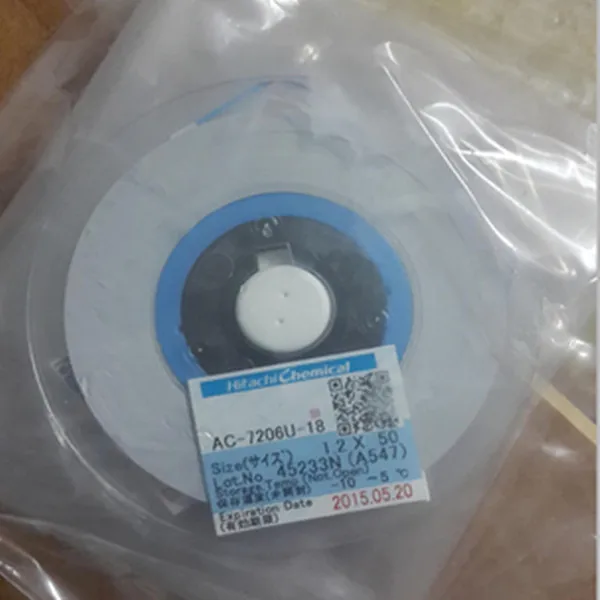 Hitachi Chemical
AC-7206U-18
Size(サイズ) 1.2 X 50
Lot.No. 45233N (A547)
Storage Temp.(Not.Open)
保存温度(未開封) -10 ~5 ℃
Expiration Date 2015.05.20
(有効期限)